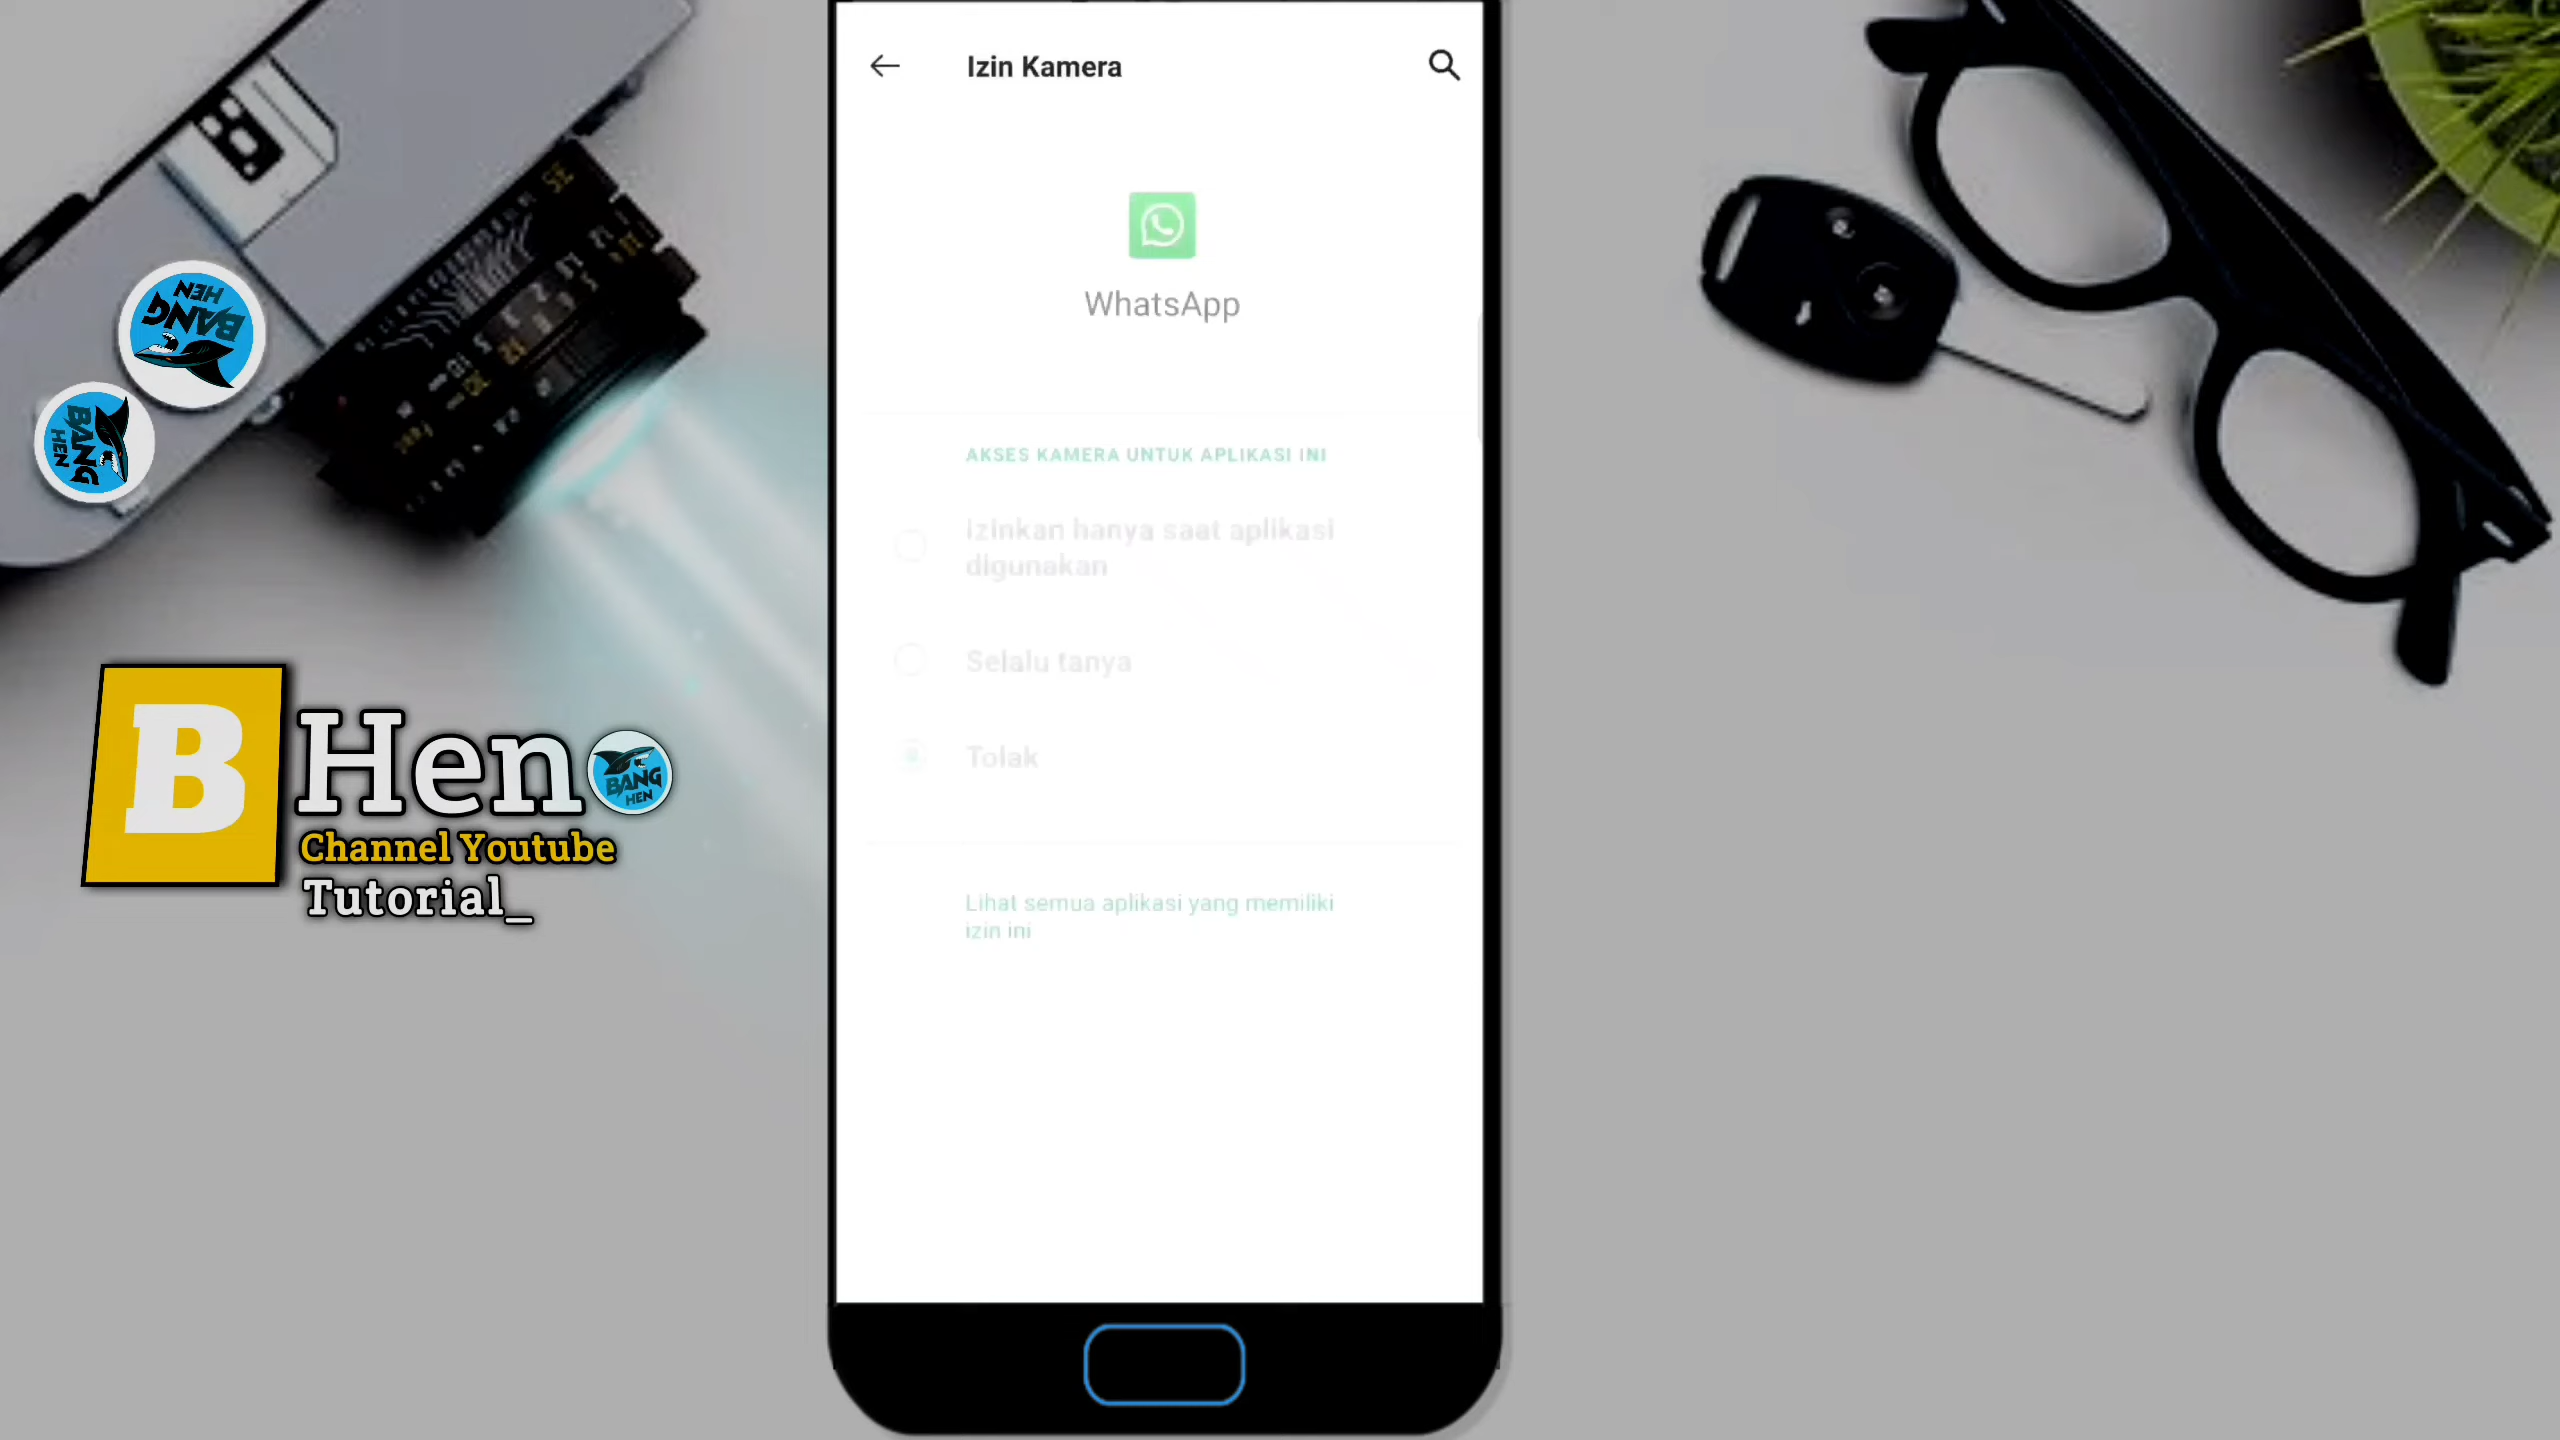 Izin Kamera
WhatsApp
AKSES KAMERA UNTUK APLIKASI INI
Izinkan hanya saat aplikasi
digunakan
Selalu tanya
Tolak
Lihat semua aplikasi yang memiliki
izin ini
BANG
HEN
BANG
HEN
B Hen
BANG
HEN
Channel Youtube
Tutorial_